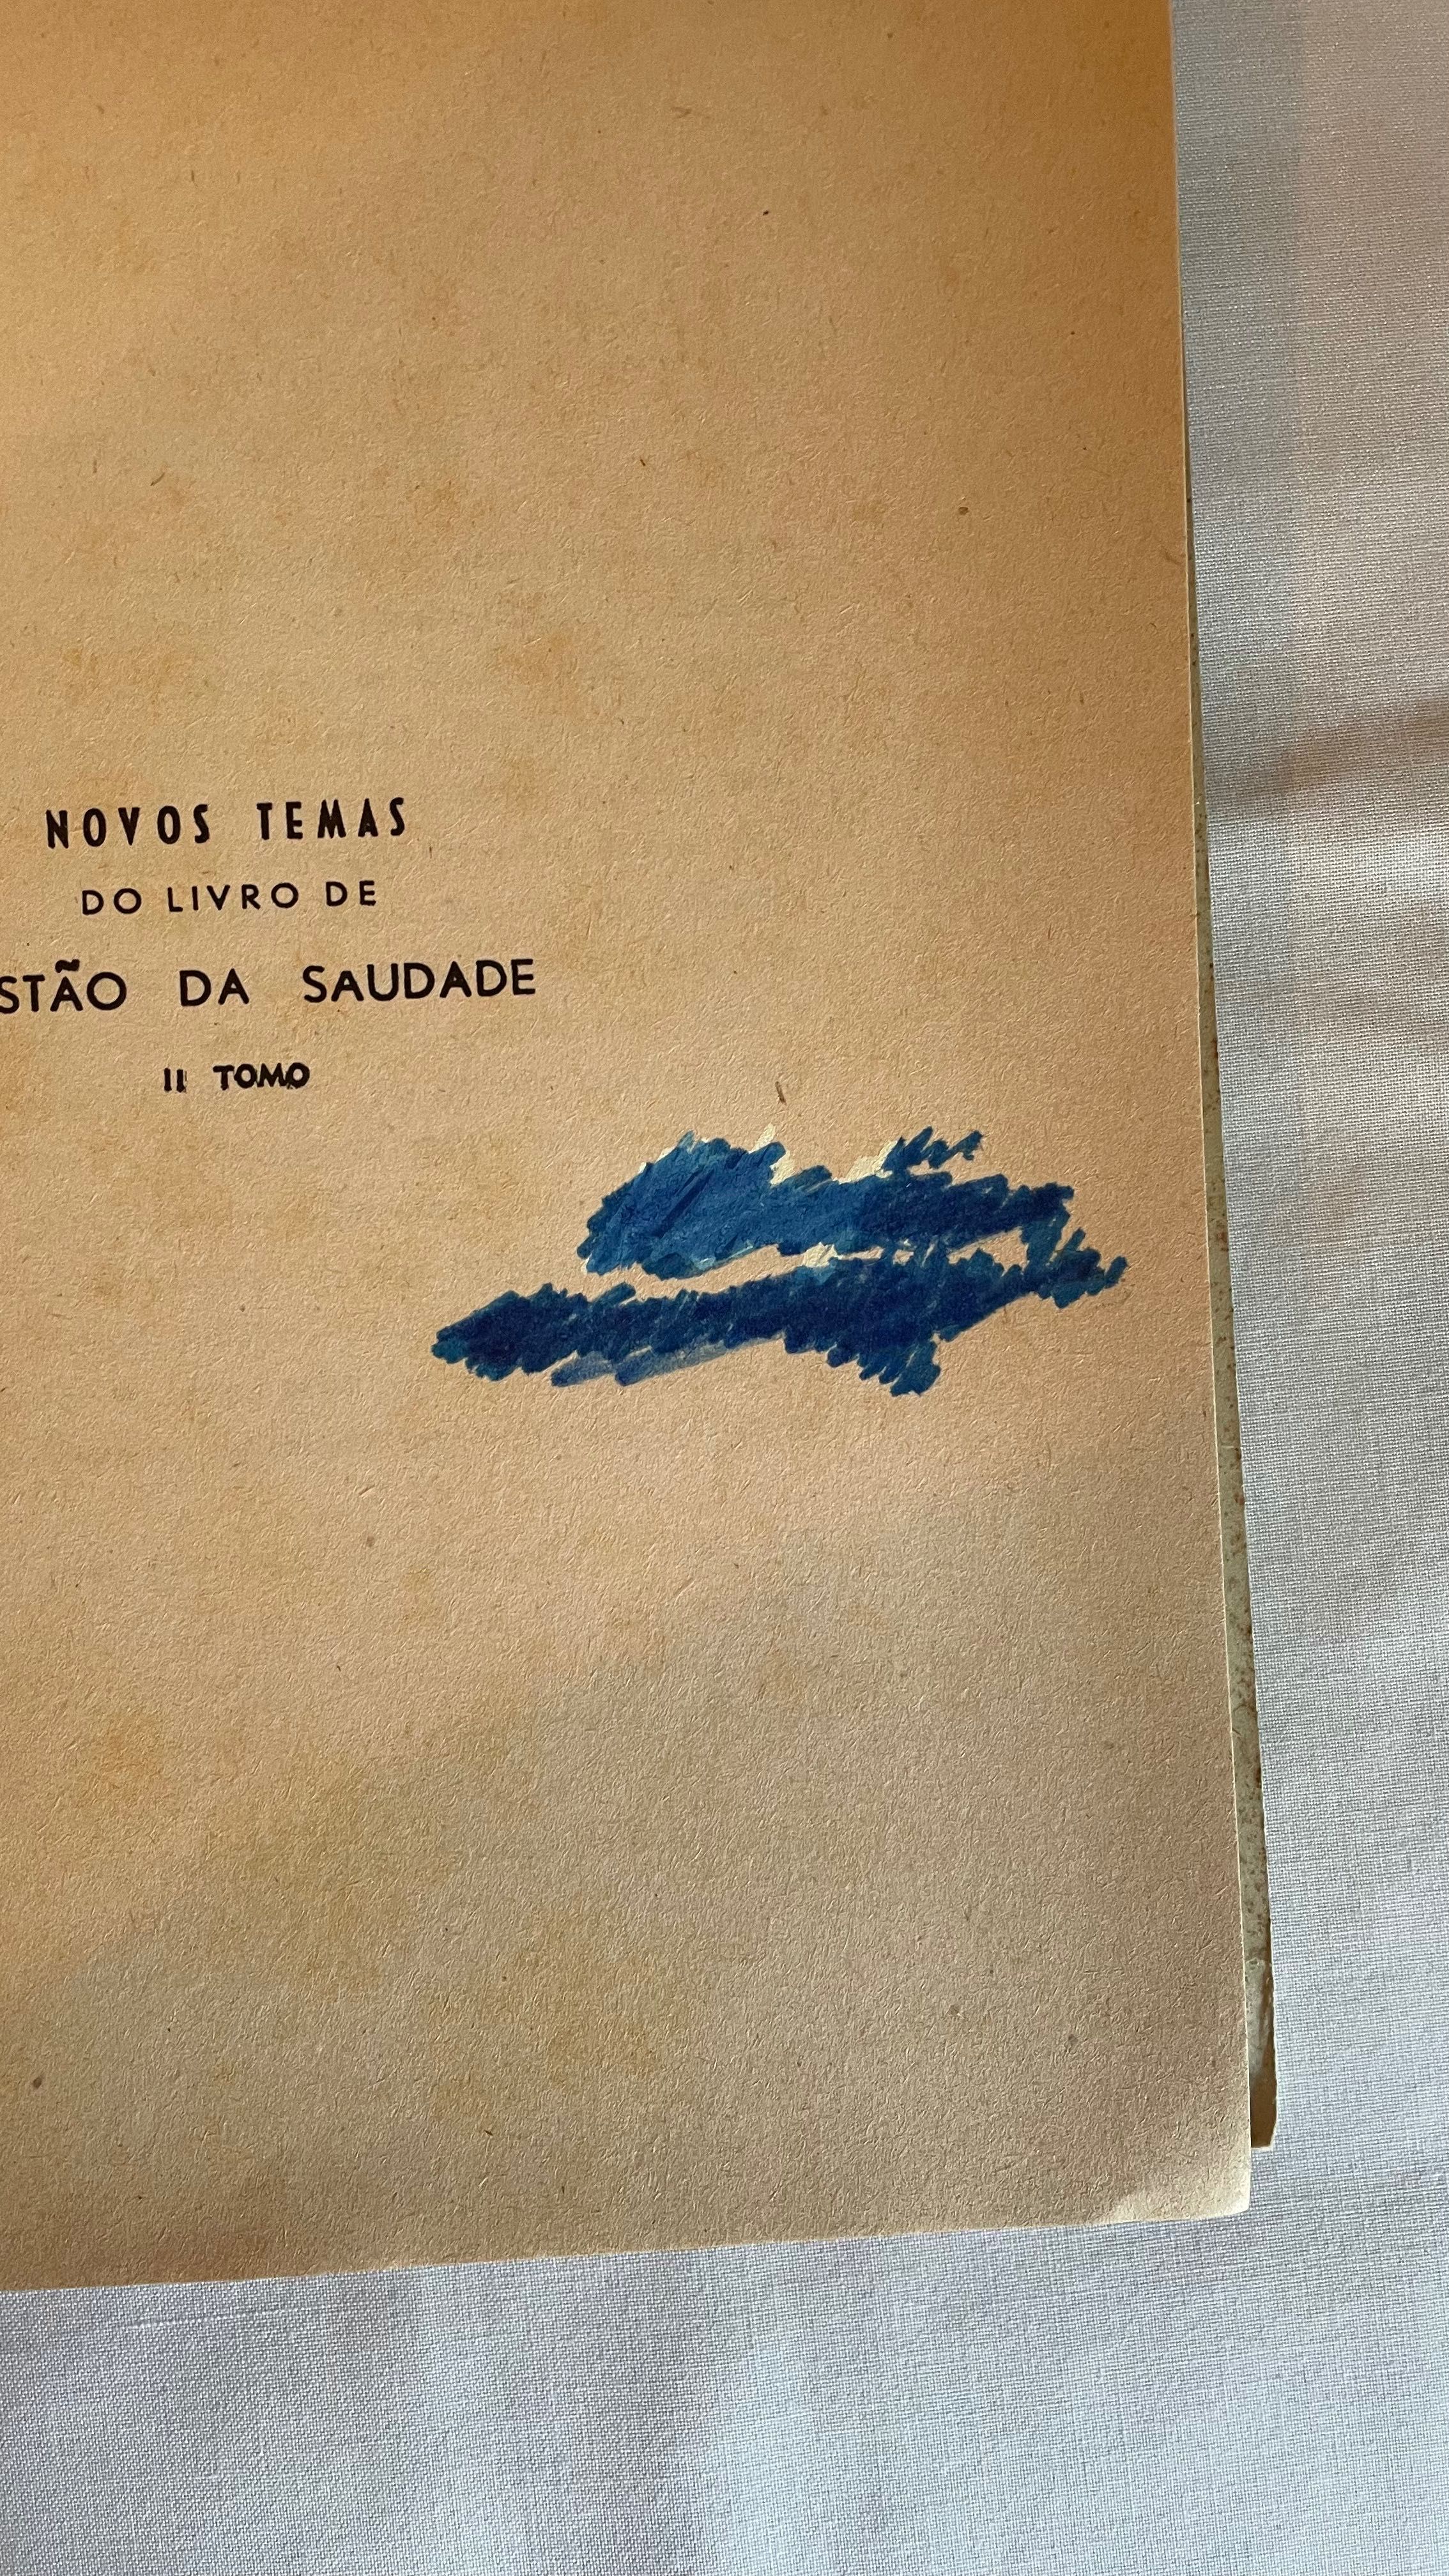 NOVOS TEMAS
DO LIVRO DE
STÃO DA SAUDADE
II TOMO